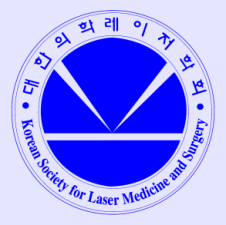 대한의학레이저학회
Korean Society for Laser Medicine and Surgery